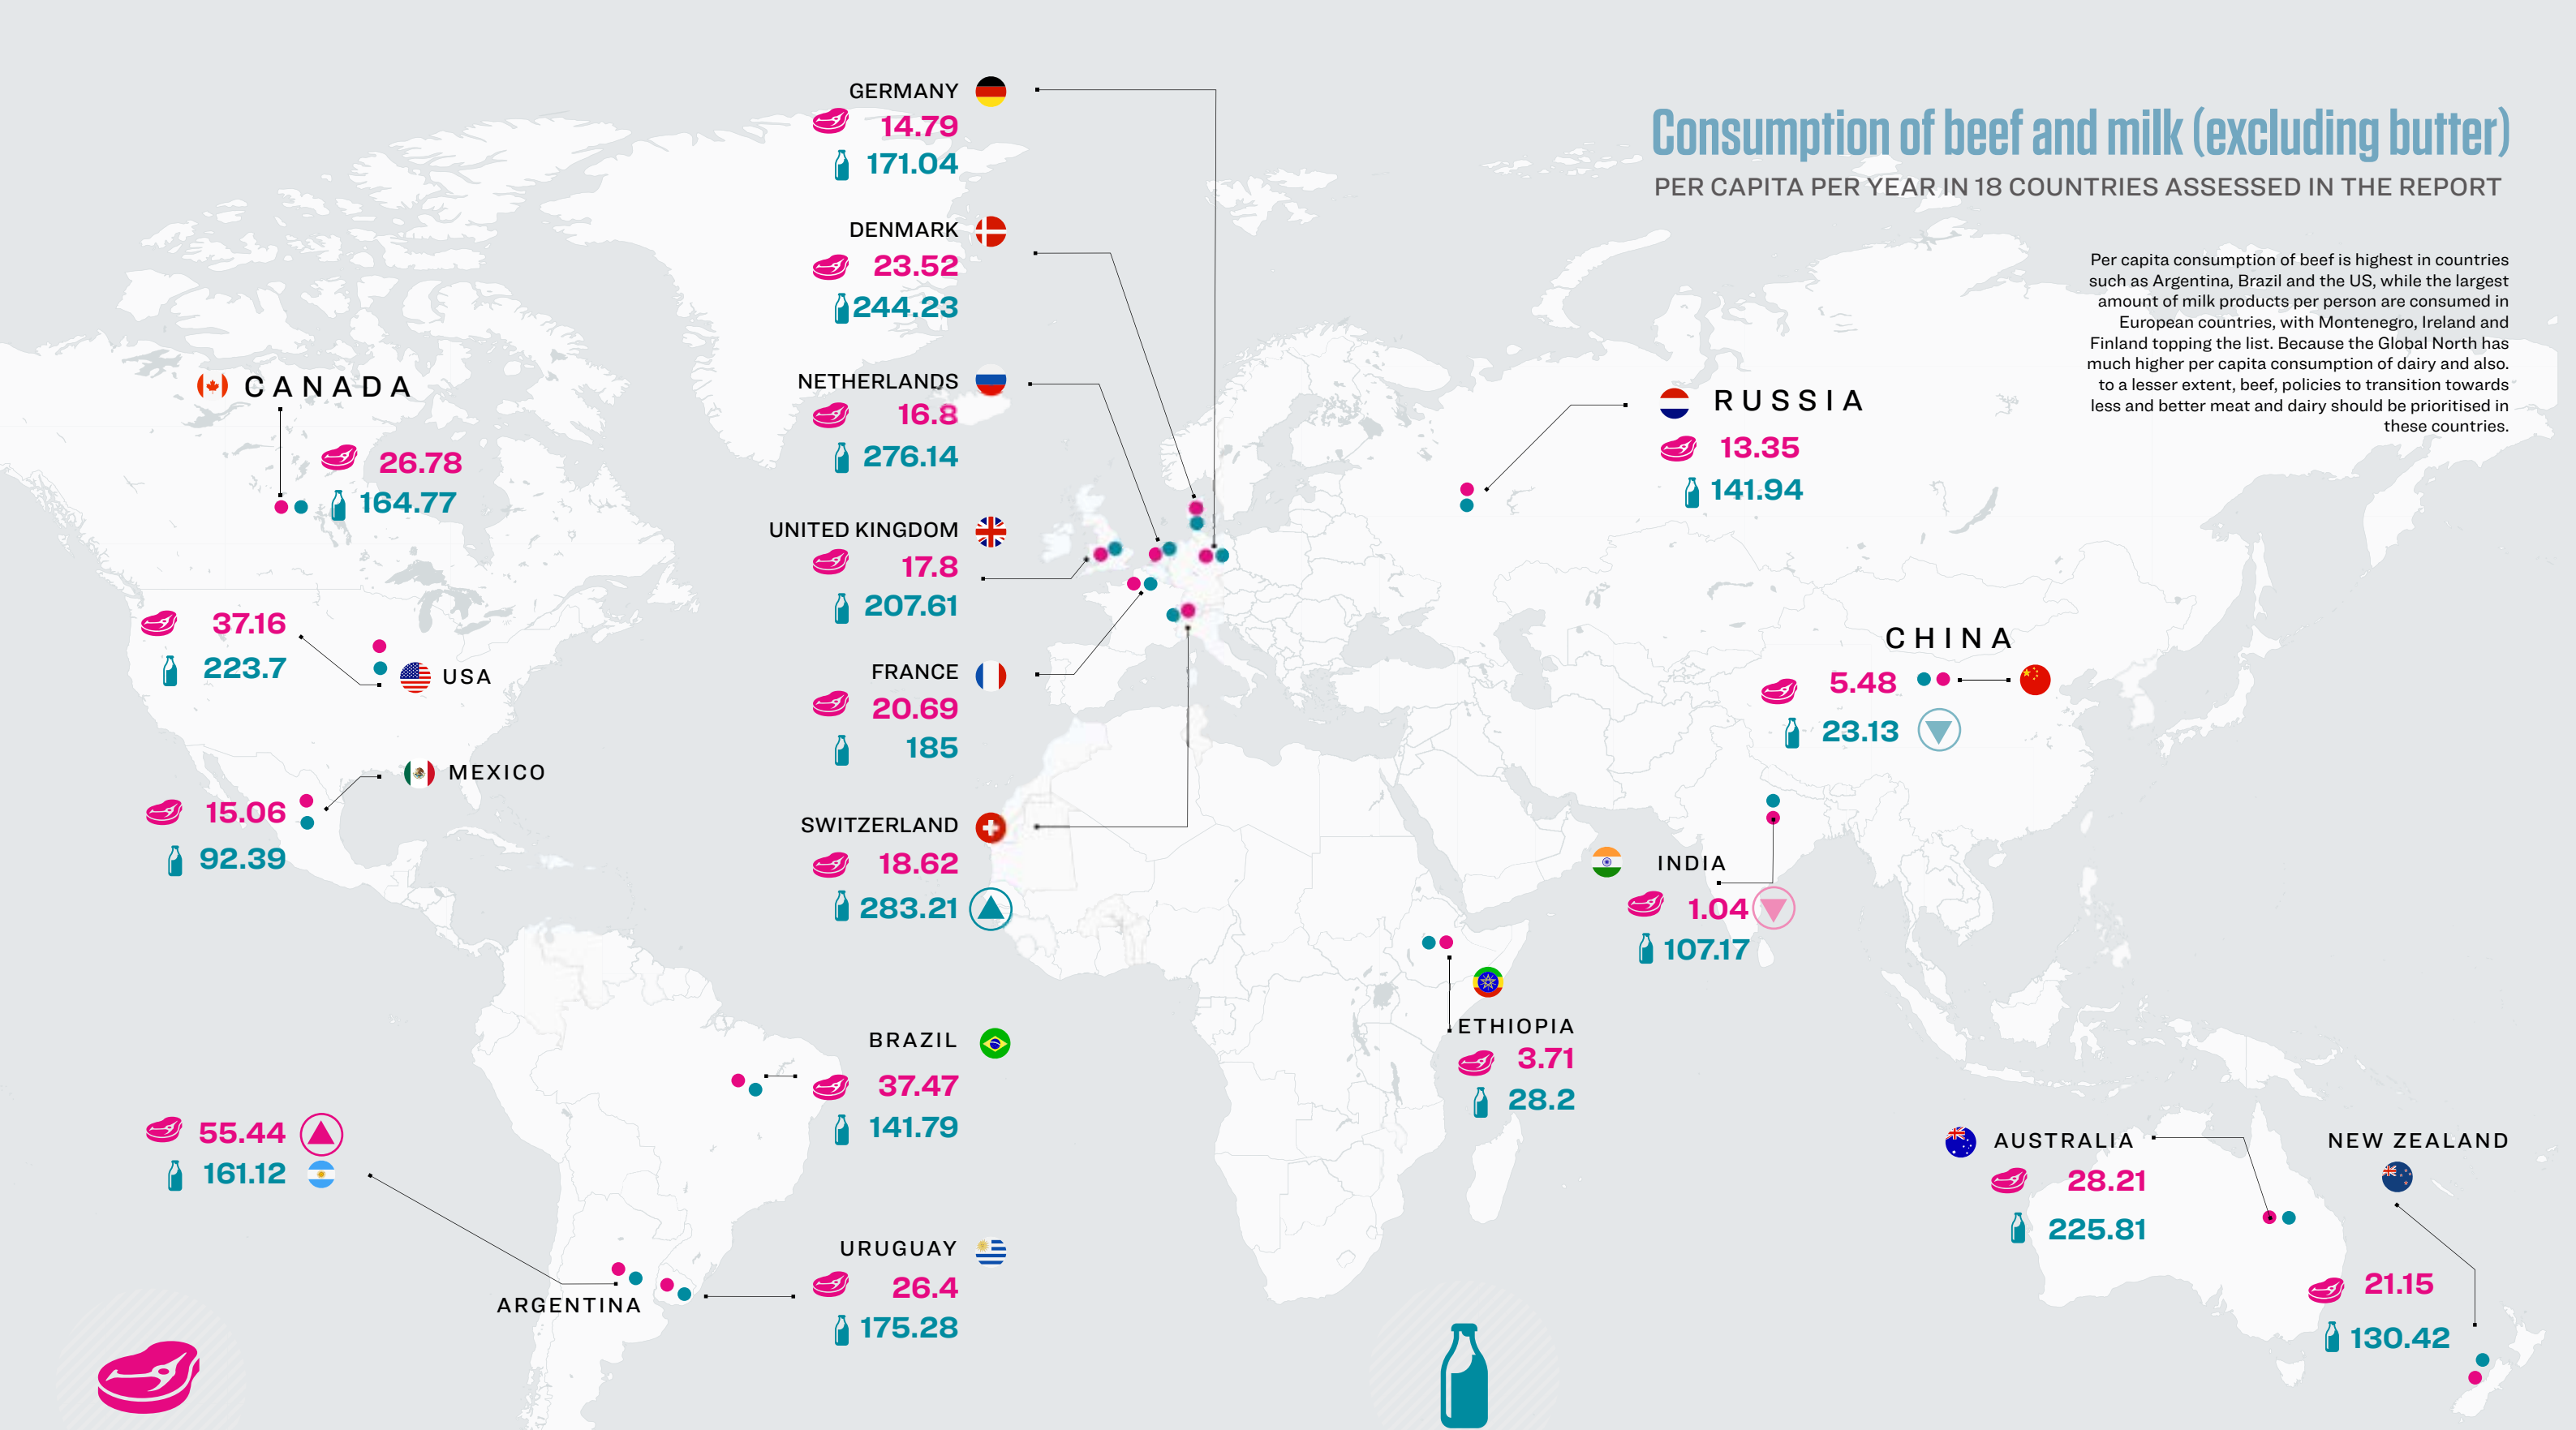 Consumption of beef and milk (excluding butter)
PER CAPITA PER YEAR IN 18 COUNTRIES ASSESSED IN THE REPORT
Per capita consumption of beef is highest in countries
such as Argentina, Brazil and the US, while the largest
amount of milk products per person are consumed in
European countries, with Montenegro, Ireland and
Finland topping the list. Because the Global North has
much higher per capita consumption of dairy and also.
to a lesser extent, beef, policies to transition towards
less and better meat and dairy should be prioritised in
these countries.
GERMANY
14.79
171.04
DENMARK
23.52
244.23
NETHERLANDS
16.8
276.14
UNITED KINGDOM
17.8
207.61
FRANCE
20.69
185
SWITZERLAND
18.62
283.21
CANADA
26.78
164.77
37.16
223.7
USA
MEXICO
15.06
92.39
BRAZIL
37.47
141.79
55.44
161.12
ARGENTINA
URUGUAY
26.4
175.28
RUSSIA
13.35
141.94
CHINA
5.48
23.13
INDIA
1.04
107.17
ETHIOPIA
3.71
28.2
AUSTRALIA
28.21
225.81
NEW ZEALAND
21.15
130.42